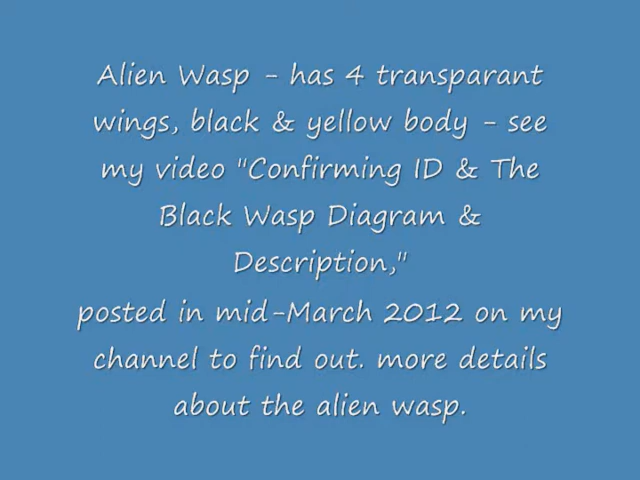 Alien Wasp - has 4 transparant
wings, black & yellow body - see
my video "Confirming ID & The
Black Wasp Diagram &
Description,"
posted in mid-March 2012 on my
channel to find out. more details
about the alien wasp.